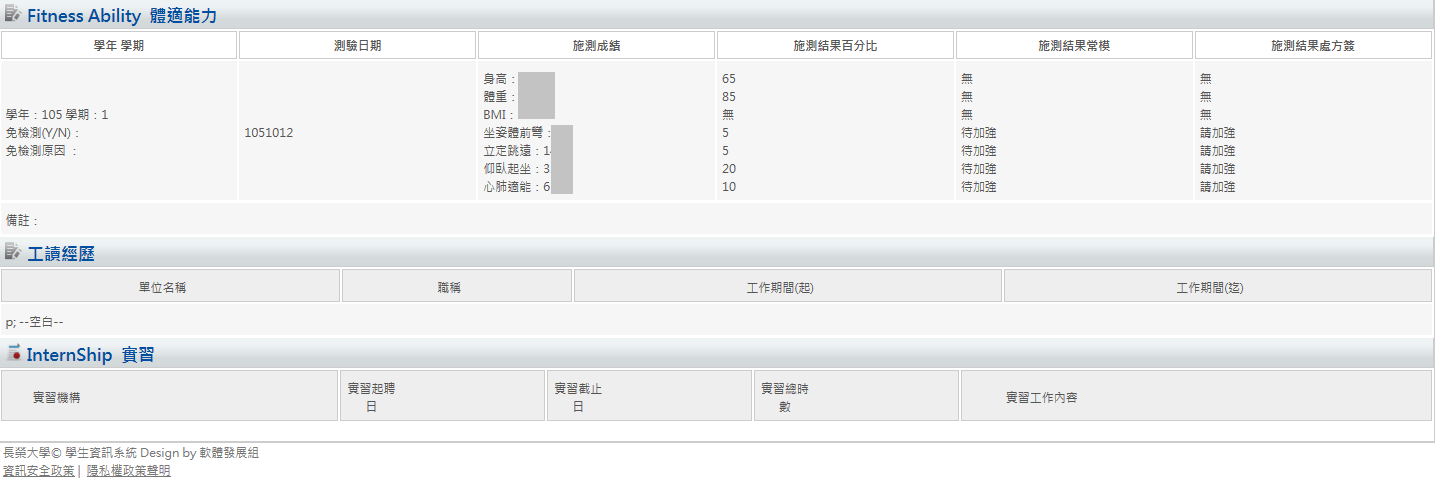 Fitness Ability 體適能力
學年 學期 測驗日期 施測成績 施測結果百分比 施測結果常模 施測結果處方簽
身高： 65 無 無
體重： 85 無 無
BMI： 無 無 無
學年：105 學期：1
免檢測(Y/N)： 1051012 坐姿體前彎： 5 待加強 請加強
免檢測原因 ： 立定跳遠：1 5 待加強 請加強
仰臥起坐：3 20 待加強 請加強
心肺適能：6 10 待加強 請加強
備註：
工讀經歷
單位名稱 職稱 工作期間(起) 工作期間(迄)
p; --空白--
InternShip 實習
實習機構 實習起聘日 實習截止日 實習總時數 實習工作內容
長榮大學© 學生資訊系統 Design by 軟體發展組
資訊安全政策 | 隱私權政策聲明